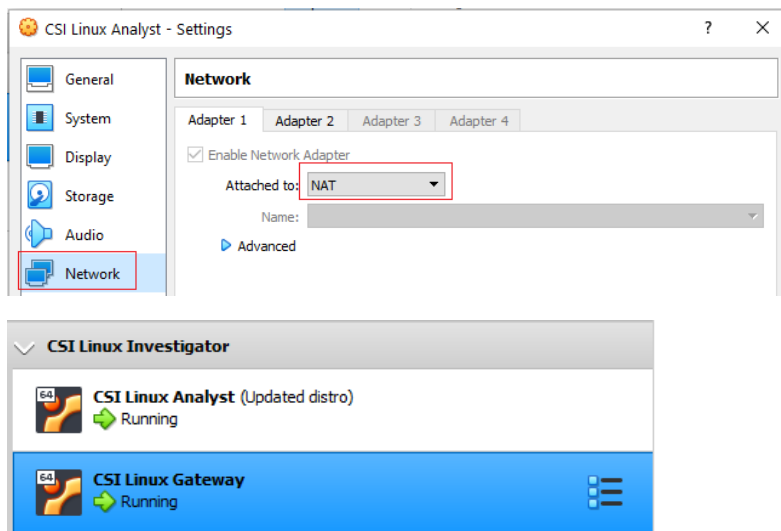 CSI Linux Analyst - Settings ? ×
General
Network
System
Adapter 1 Adapter 2 Adapter 3 Adapter 4
Display
Enable Network Adapter
Attached to: NAT
Storage
Name:
Audio
Advanced
Network
CSI Linux Investigator
64
CSI Linux Analyst (Updated distro)
Running
64
CSI Linux Gateway
Running